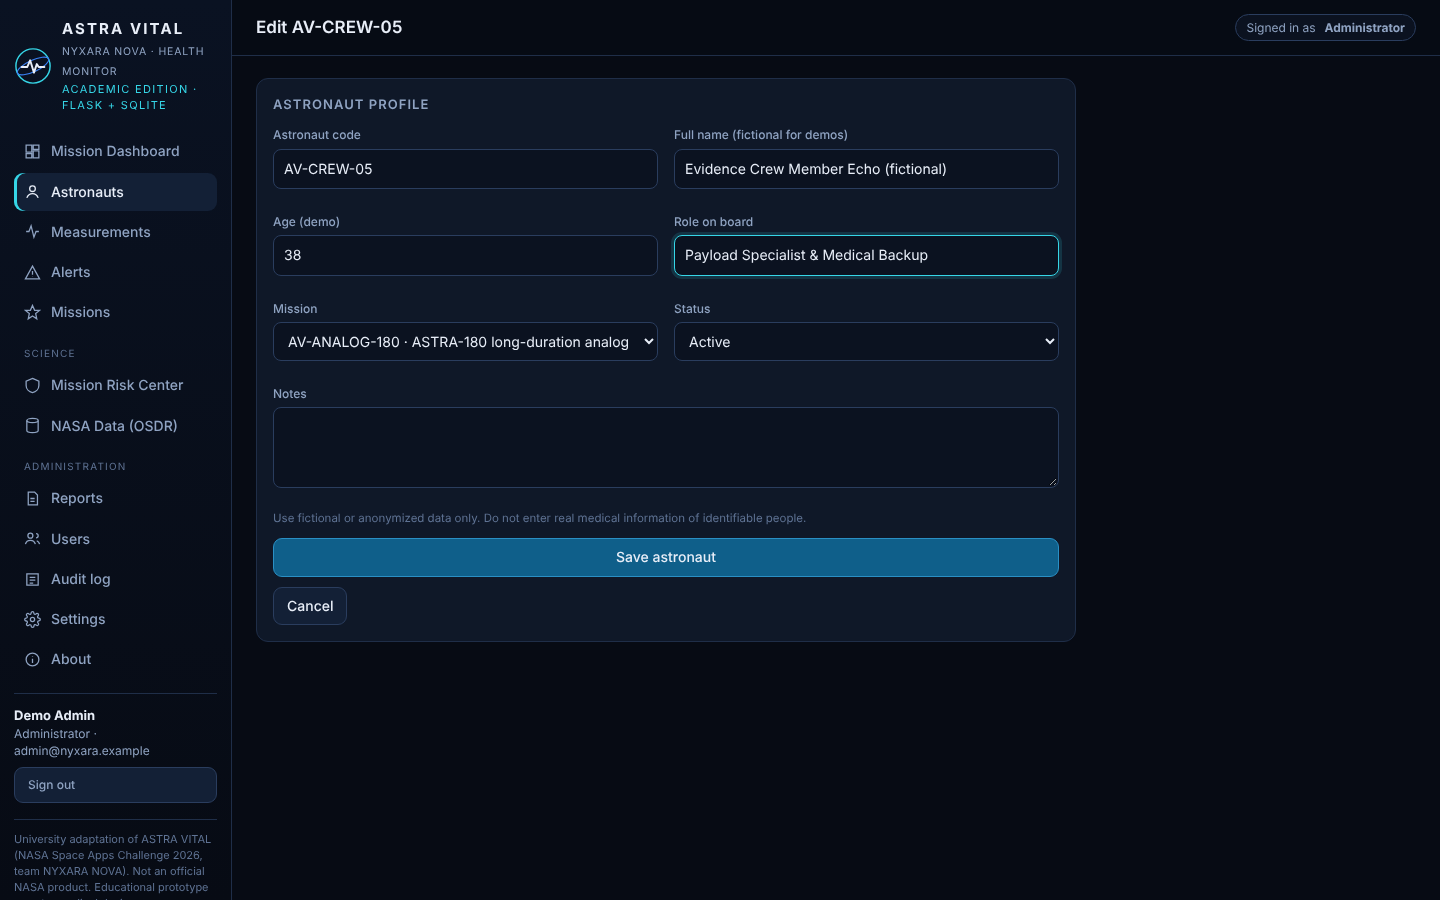 ASTRA VITAL
NYXARA NOVA · HEALTH
MONITOR
ACADEMIC EDITION ·
FLASK + SQLITE
Mission Dashboard
Astronauts
Measurements
Alerts
Missions
SCIENCE
Mission Risk Center
NASA Data (OSDR)
ADMINISTRATION
Reports
Users
Audit log
Settings
About
Demo Admin
Administrator ·
admin@nyxara.example
Sign out
University adaptation of ASTRA VITAL
(NASA Space Apps Challenge 2026,
team NYXARA NOVA). Not an official
NASA product. Educational prototype
Edit AV-CREW-05
Signed in as Administrator
ASTRONAUT PROFILE
Astronaut code
AV-CREW-05
Full name (fictional for demos)
Evidence Crew Member Echo (fictional)
Age (demo)
38
Role on board
Payload Specialist & Medical Backup
Mission
AV-ANALOG-180 · ASTRA-180 long-duration analog
Status
Active
Notes
Use fictional or anonymized data only. Do not enter real medical information of identifiable people.
Save astronaut
Cancel